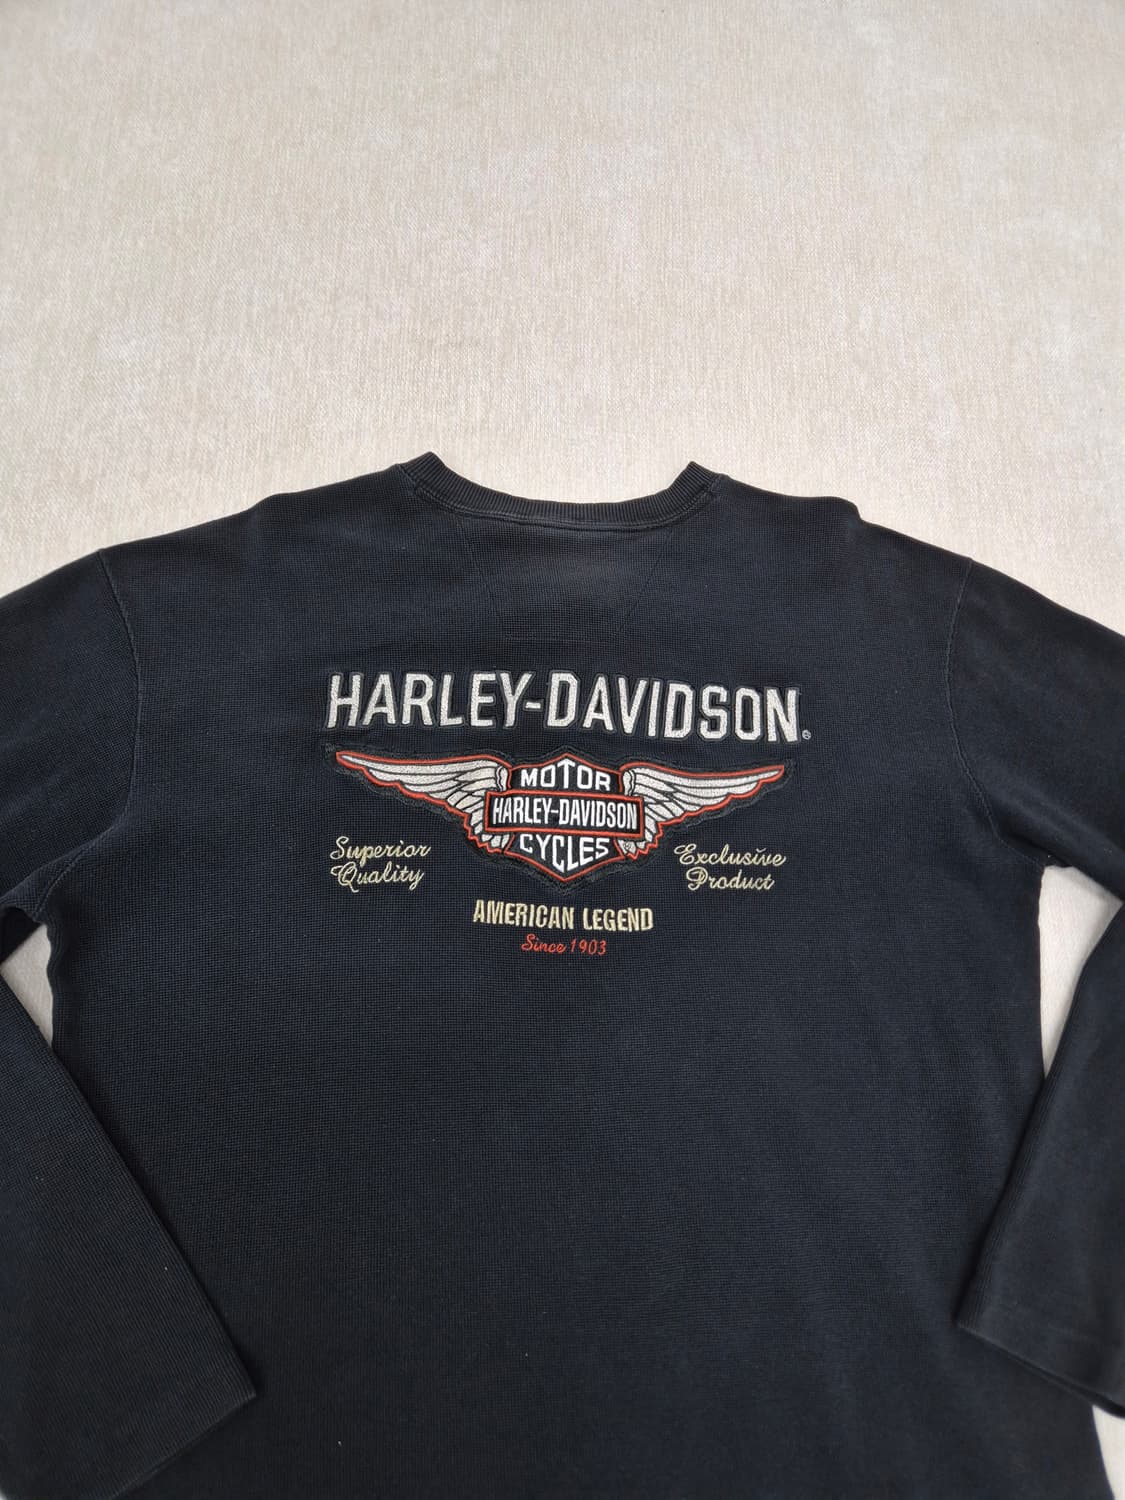 HARLEY-DAVIDSON®
MOTOR
HARLEY-DAVIDSON
CYCLES
Superior
Quality
Exclusive
Product
AMERICAN LEGEND
Since 1903